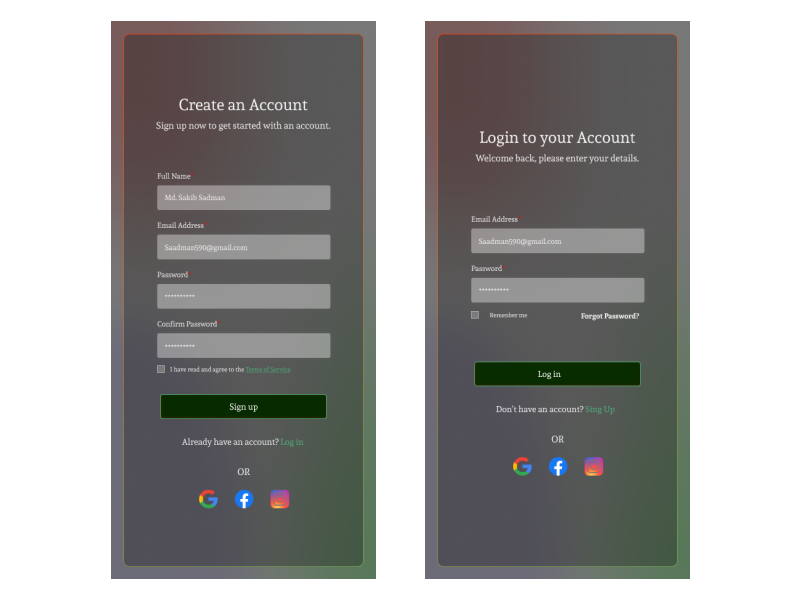 Create an Account
Sign up now to get started with an account.
Full Name*
Md. Sakib Sadman
Email Address
Saadman590@gmail.com
Password
**********
Confirm Password
**********
I have read and agree to the Terms of Service
Sign up
Already have an account? Log in
OR
Login to your Account
Welcome back, please enter your details.
Email Address
Saadman590@gmail.com
Password
**********
Remember me
Forgot Password?
Log in
Don't have an account? Sing Up
OR